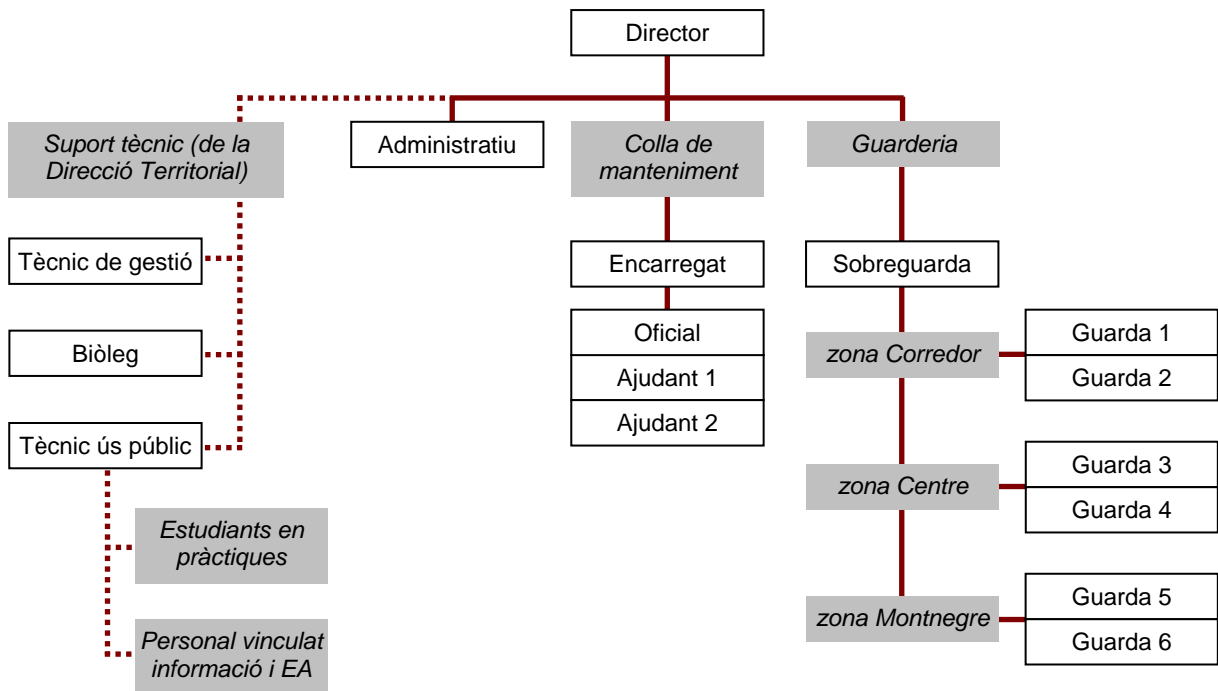 Director
Suport tècnic (de la
Direcció Territorial)
Administratiu
Colla de
manteniment
Guarderia
Tècnic de gestió
Encarregat
Sobreguarda
Biòleg
Oficial
Ajudant 1
Ajudant 2
zona Corredor
Guarda 1
Guarda 2
Tècnic ús públic
zona Centre
Guarda 3
Guarda 4
Estudiants en
pràctiques
zona Montnegre
Guarda 5
Guarda 6
Personal vinculat
informació i EA